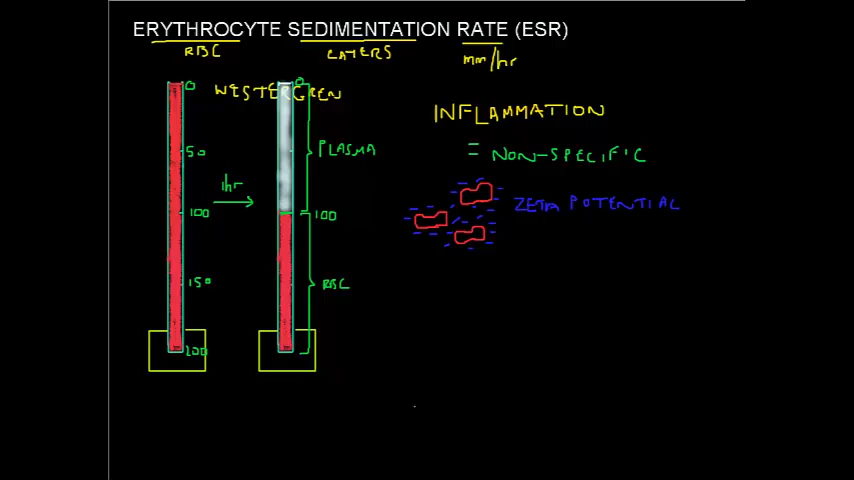 ERYTHROCYTE SEDIMENTATION RATE (ESR)
RBC LAYERS mm/hr
WESTERGREN
INFLAMMATION
= NON-SPECIFIC
ZETA POTENTIAL
0
50
100
150
200
1hr
0
100
PLASMA
RBC